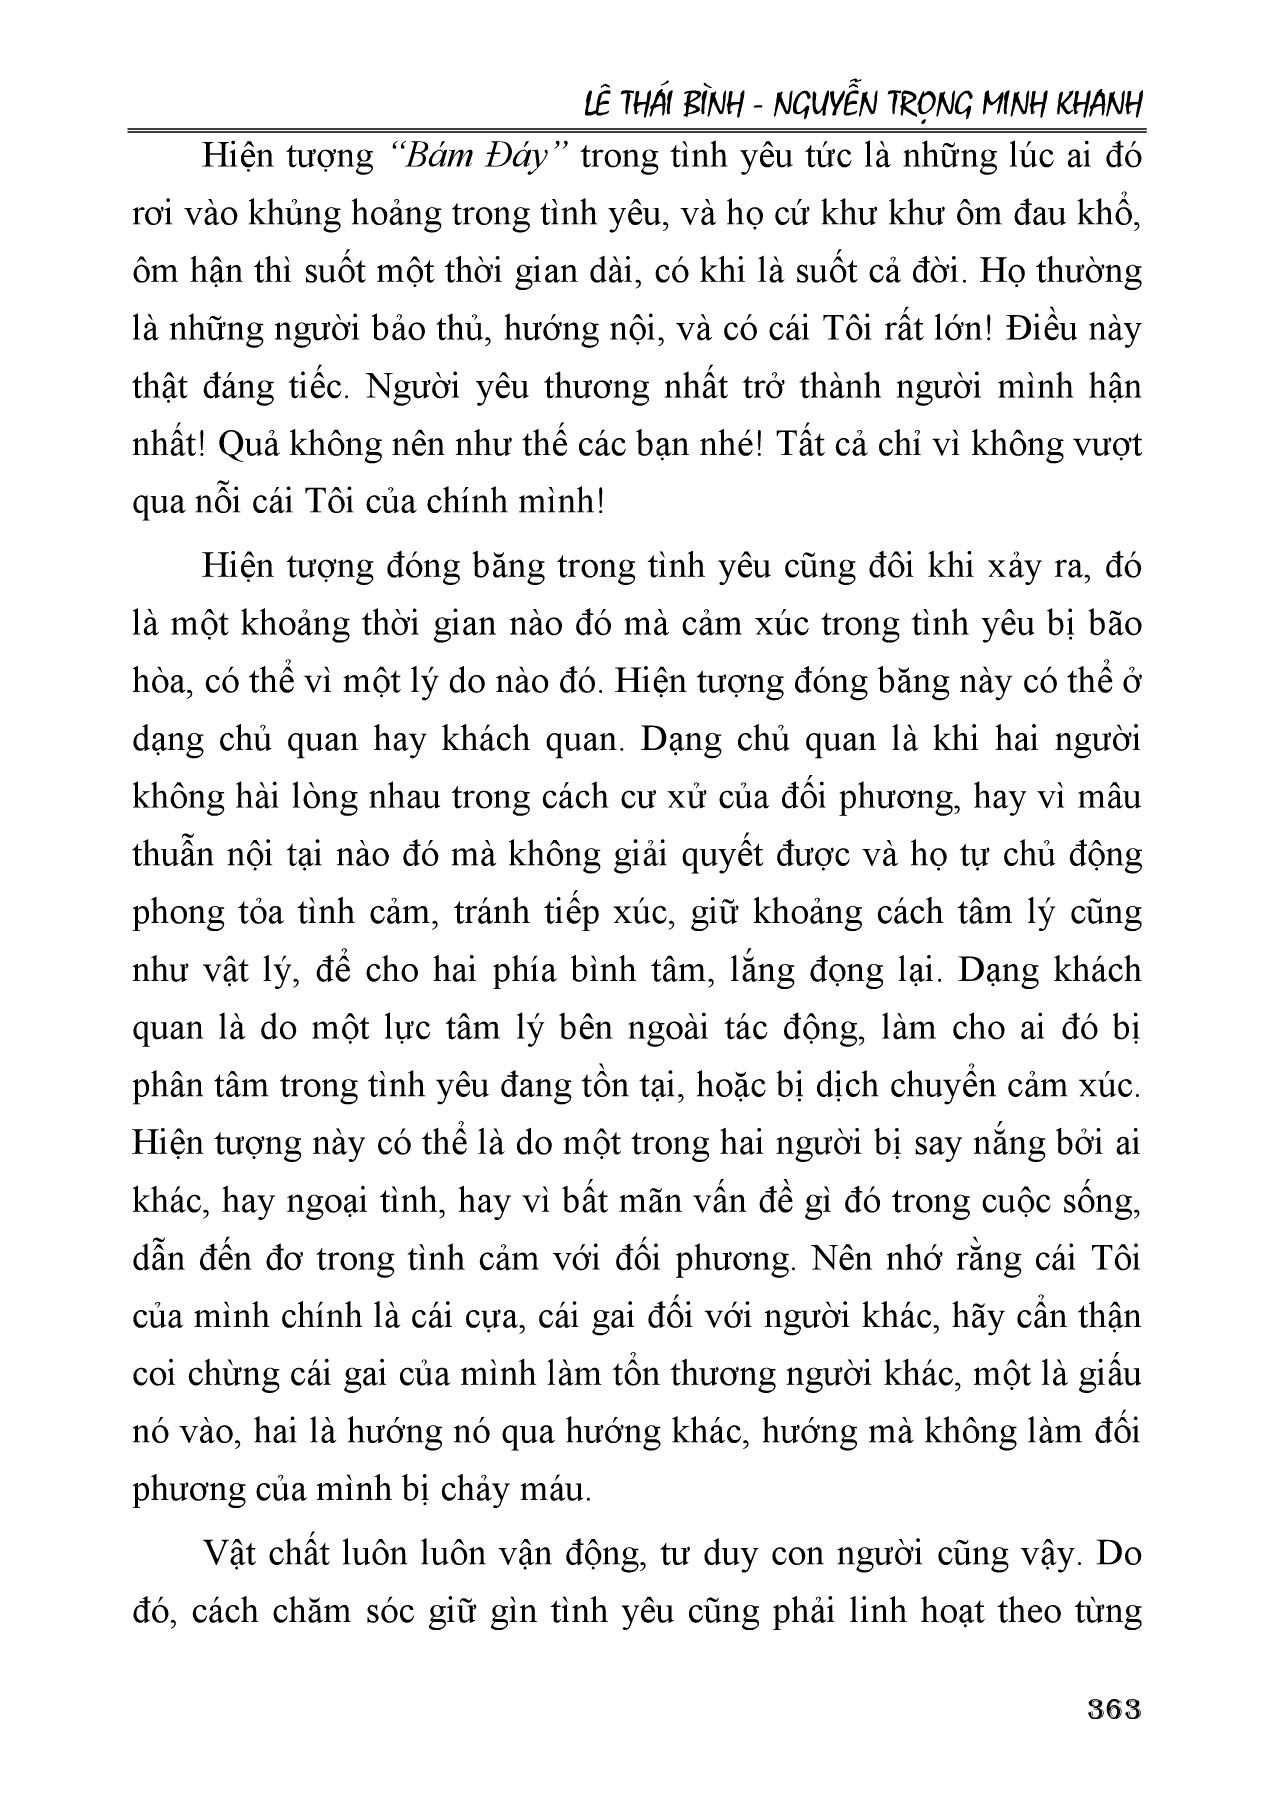 LÊ THÁI BÌNH - NGUYỄN TRỌNG MINH KHANH
Hiện tượng “Bám Đáy” trong tình yêu tức là những lúc ai đó
rơi vào khủng hoảng trong tình yêu, và họ cứ khư khư ôm đau khổ,
ôm hận thì suốt một thời gian dài, có khi là suốt cả đời. Họ thường
là những người bảo thủ, hướng nội, và có cái Tôi rất lớn! Điều này
thật đáng tiếc. Người yêu thương nhất trở thành người mình hận
nhất! Quả không nên như thế các bạn nhé! Tất cả chỉ vì không vượt
qua nỗi cái Tôi của chính mình!
Hiện tượng đóng băng trong tình yêu cũng đôi khi xảy ra, đó
là một khoảng thời gian nào đó mà cảm xúc trong tình yêu bị bão
hòa, có thể vì một lý do nào đó. Hiện tượng đóng băng này có thể ở
dạng chủ quan hay khách quan. Dạng chủ quan là khi hai người
không hài lòng nhau trong cách cư xử của đối phương, hay vì mâu
thuẫn nội tại nào đó mà không giải quyết được và họ tự chủ động
phong tỏa tình cảm, tránh tiếp xúc, giữ khoảng cách tâm lý cũng
như vật lý, để cho hai phía bình tâm, lắng đọng lại. Dạng khách
quan là do một lực tâm lý bên ngoài tác động, làm cho ai đó bị
phân tâm trong tình yêu đang tồn tại, hoặc bị dịch chuyển cảm xúc.
Hiện tượng này có thể là do một trong hai người bị say nắng bởi ai
khác, hay ngoại tình, hay vì bất mãn vấn đề gì đó trong cuộc sống,
dẫn đến đơ trong tình cảm với đối phương. Nên nhớ rằng cái Tôi
của mình chính là cái cựa, cái gai đối với người khác, hãy cẩn thận
coi chừng cái gai của mình làm tổn thương người khác, một là giấu
nó vào, hai là hướng nó qua hướng khác, hướng mà không làm đối
phương của mình bị chảy máu.
Vật chất luôn luôn vận động, tư duy con người cũng vậy. Do
đó, cách chăm sóc giữ gìn tình yêu cũng phải linh hoạt theo từng
363